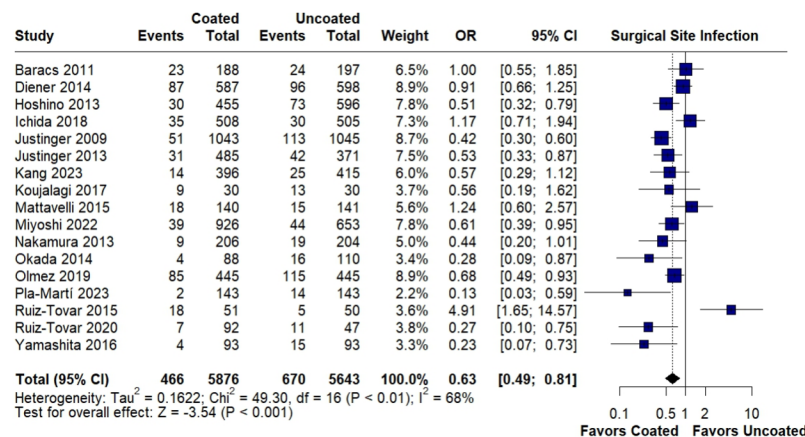 Coated Uncoated
Study Events Total Events Total Weight OR 95% CI Surgical Site Infection
Baracs 2011 23 188 24 197 6.5% 1.00 [0.55; 1.85]
Diener 2014 87 587 96 598 8.9% 0.91 [0.66; 1.25]
Hoshino 2013 30 455 73 596 7.8% 0.51 [0.32; 0.79]
Ichida 2018 35 508 30 505 7.3% 1.17 [0.71; 1.94]
Justinger 2009 51 1043 113 1045 8.7% 0.42 [0.30; 0.60]
Justinger 2013 31 485 42 371 7.5% 0.53 [0.33; 0.87]
Kang 2023 14 396 25 415 6.1% 0.57 [0.29; 1.12]
Koujalagi 2017 9 30 13 30 3.7% 0.56 [0.19; 1.62]
Mattavelli 2015 18 140 15 141 5.6% 1.24 [0.60; 2.57]
Miyoshi 2022 39 926 44 653 7.8% 0.61 [0.39; 0.95]
Nakamura 2013 9 206 19 204 5.0% 0.44 [0.20; 1.01]
Okada 2014 4 88 16 110 3.4% 0.28 [0.09; 0.87]
Olmez 2019 85 445 115 445 8.9% 0.68 [0.49; 0.93]
Pla-Martí 2023 2 143 14 143 2.2% 0.13 [0.03; 0.59]
Ruiz-Tovar 2015 18 51 5 50 3.6% 4.91 [1.65; 14.57]
Ruiz-Tovar 2020 7 92 11 47 3.9% 0.27 [0.10; 0.75]
Yamashita 2016 4 93 15 93 3.3% 0.23 [0.07; 0.73]
Total (95% CI) 466 5876 670 5643 100.0% 0.63 [0.49; 0.81]
Heterogeneity: Tau² = 0.1622; Chi² = 49.30, df = 16 (P < 0.01); I² = 68%
Test for overall effect: Z = -3.54 (P < 0.001)
0.1 0.5 1 2 10
Favors Coated Favors Uncoated